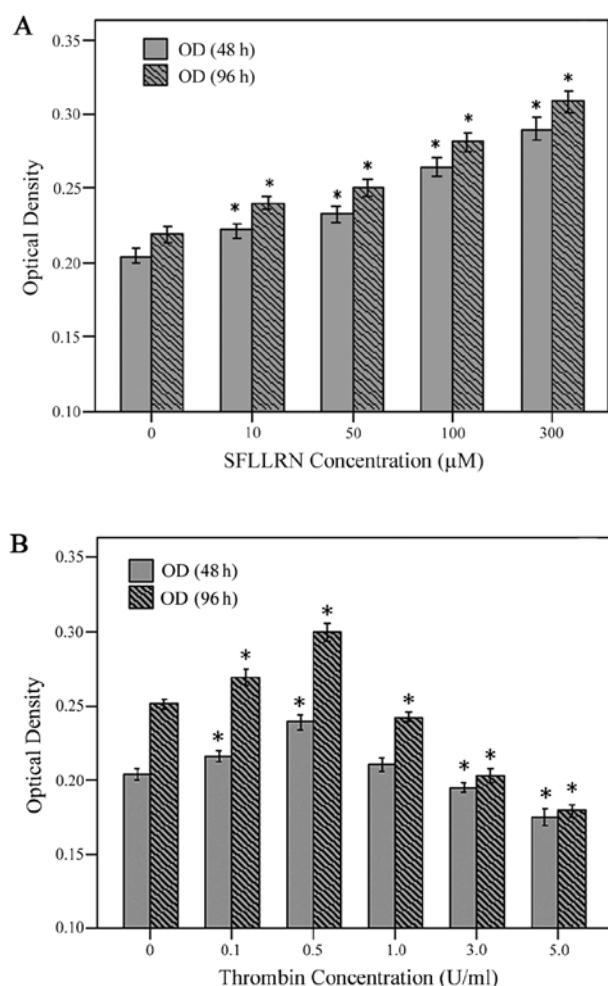 A
0.35
OD (48 h)
OD (96 h)
0.30
* *
* *
0.25
* *
* *
0.20
0.15
0.10
Optical Density
0 10 50 100 300
SFLLRN Concentration (µM)
B
0.35
OD (48 h)
OD (96 h)
0.30
*
*
0.25
* * *
0.20
* *
* *
0.15
0.10
Optical Density
0 0.1 0.5 1.0 3.0 5.0
Thrombin Concentration (U/ml)